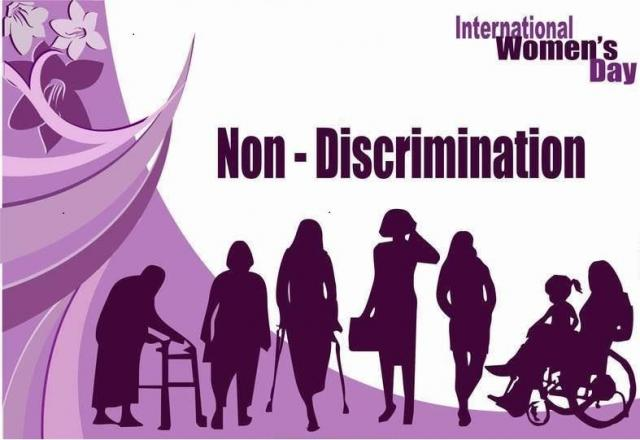 International
Women's
Day
Non - Discrimination